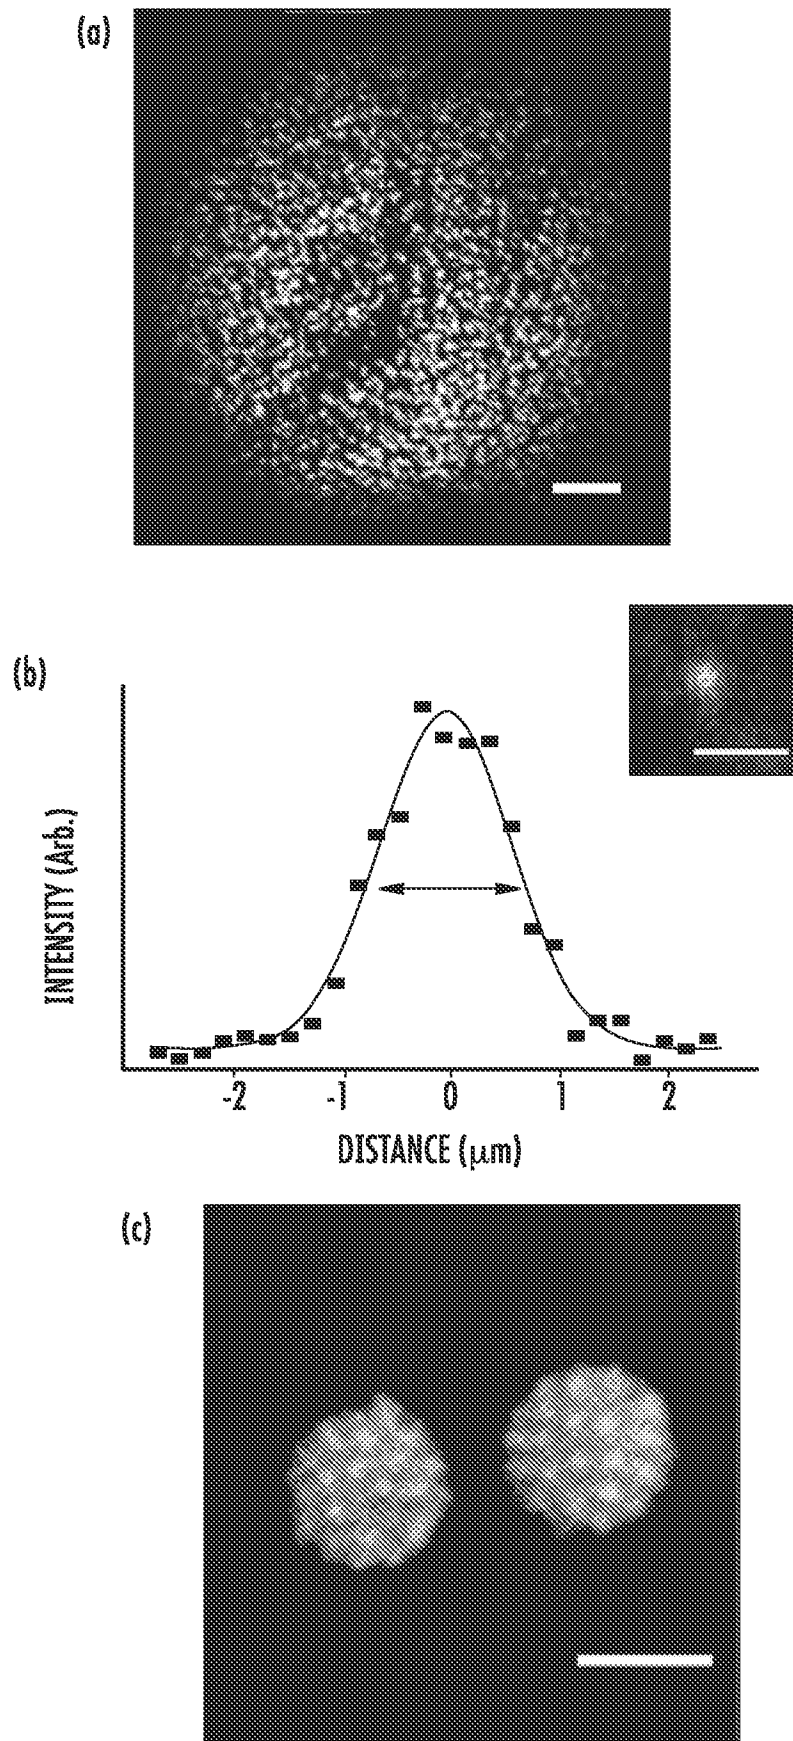 (a)
(b)
INTENSITY (Arb.)
-2 -1 0 1 2
DISTANCE (μm)
(c)